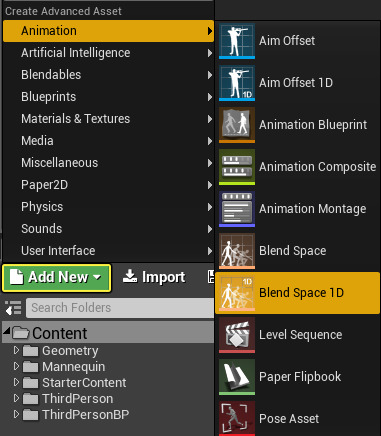 Create Advanced Asset
Animation
Artificial Intelligence
Blendables
Blueprints
Materials & Textures
Media
Miscellaneous
Paper2D
Physics
Sounds
User Interface
Aim Offset
1D
Aim Offset 1D
Animation Blueprint
Animation Composite
Animation Montage
Blend Space
1D
Blend Space 1D
Level Sequence
Paper Flipbook
Pose Asset
Add New
Import
Search Folders
Content
Geometry
Mannequin
StarterContent
ThirdPerson
ThirdPersonBP